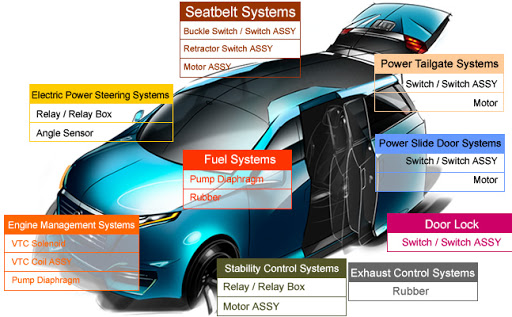 Seatbelt Systems
Buckle Switch / Switch ASSY
Retractor Switch ASSY
Motor ASSY
Power Tailgate Systems
Switch / Switch ASSY
Motor
Electric Power Steering Systems
Relay / Relay Box
Angle Sensor
Power Slide Door Systems
Switch / Switch ASSY
Motor
Fuel Systems
Pump Diaphragm
Rubber
Engine Management Systems
VTC Solenoid
VTC Coil ASSY
Pump Diaphragm
Door Lock
Switch / Switch ASSY
Stability Control Systems
Relay / Relay Box
Motor ASSY
Exhaust Control Systems
Rubber